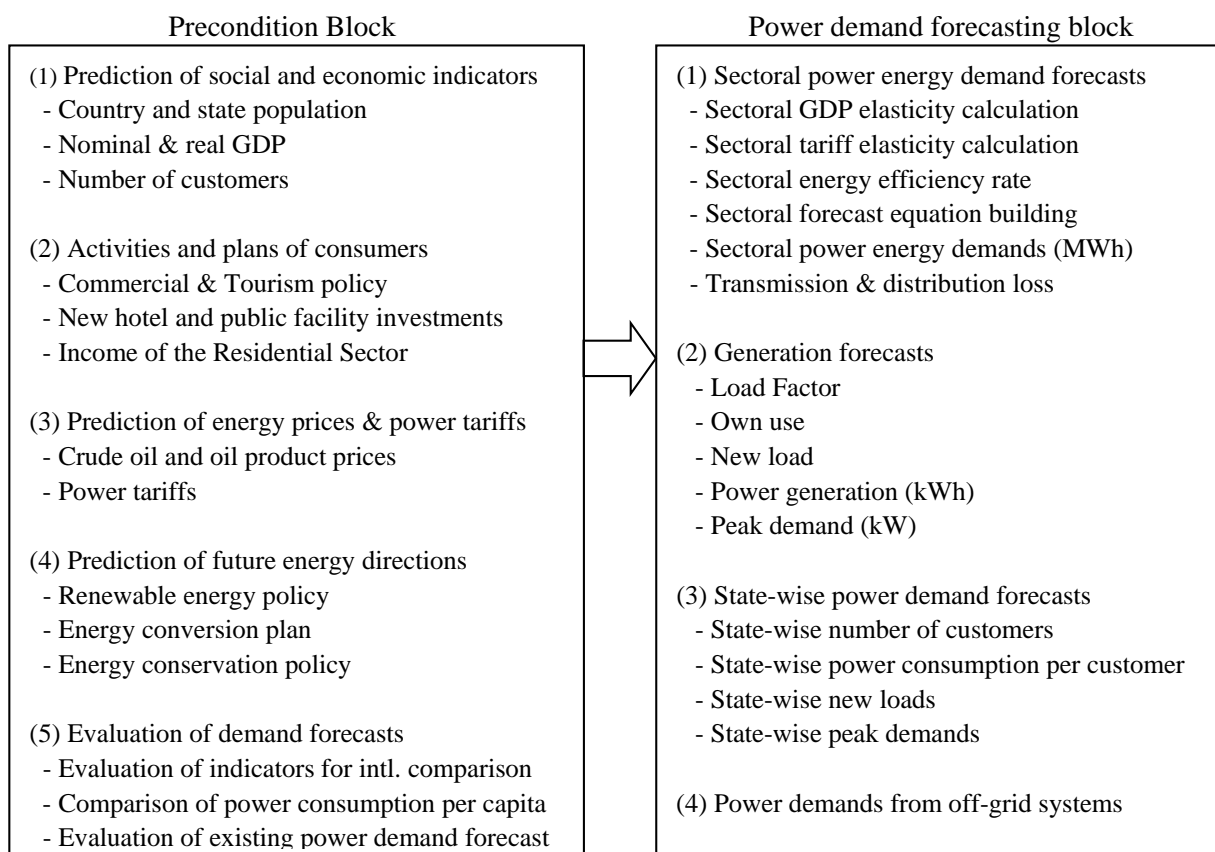 Precondition Block
(1) Prediction of social and economic indicators
- Country and state population
- Nominal & real GDP
- Number of customers
(2) Activities and plans of consumers
- Commercial & Tourism policy
- New hotel and public facility investments
- Income of the Residential Sector
(3) Prediction of energy prices & power tariffs
- Crude oil and oil product prices
- Power tariffs
(4) Prediction of future energy directions
- Renewable energy policy
- Energy conversion plan
- Energy conservation policy
(5) Evaluation of demand forecasts
- Evaluation of indicators for intl. comparison
- Comparison of power consumption per capita
- Evaluation of existing power demand forecast
Power demand forecasting block
(1) Sectoral power energy demand forecasts
- Sectoral GDP elasticity calculation
- Sectoral tariff elasticity calculation
- Sectoral energy efficiency rate
- Sectoral forecast equation building
- Sectoral power energy demands (MWh)
- Transmission & distribution loss
(2) Generation forecasts
- Load Factor
- Own use
- New load
- Power generation (kWh)
- Peak demand (kW)
(3) State-wise power demand forecasts
- State-wise number of customers
- State-wise power consumption per customer
- State-wise new loads
- State-wise peak demands
(4) Power demands from off-grid systems